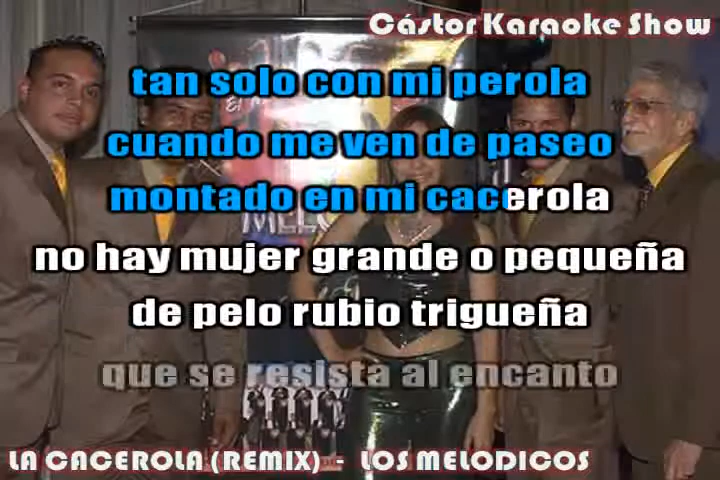 Cástor Karaoke Show
tan solo con mi perola
cuando me ven de paseo
montado en mi cacerola
no hay mujer grande o pequeña
de pelo rubio trigueña
que se resista al encanto
LA CACEROLA (REMIX) - LOS MELODICOS